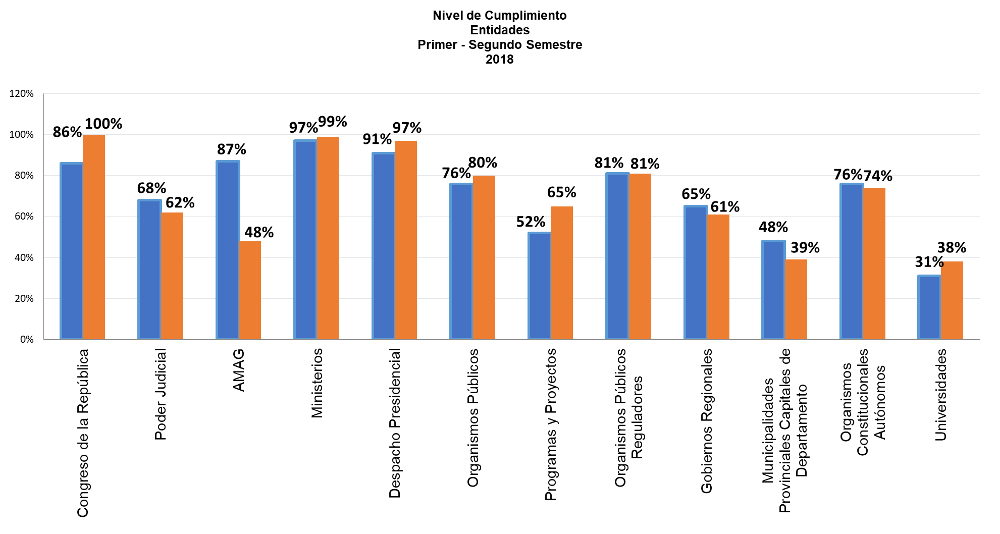 Nivel de Cumplimiento
Entidades
Primer - Segundo Semestre
2018
120%
100%
80%
60%
40%
20%
0%
86%
100%
68%
62%
87%
48%
97%
99%
91%
97%
76%
80%
52%
65%
81%
81%
65%
61%
48%
39%
76%
74%
31%
38%
Congreso de la República
Poder Judicial
AMAG
Ministerios
Despacho Presidencial
Organismos Públicos
Programas y Proyectos
Organismos Públicos
Reguladores
Gobiernos Regionales
Municipalidades
Provinciales Capitales de
Departamento
Organismos
Constitucionales
Autónomos
Universidades